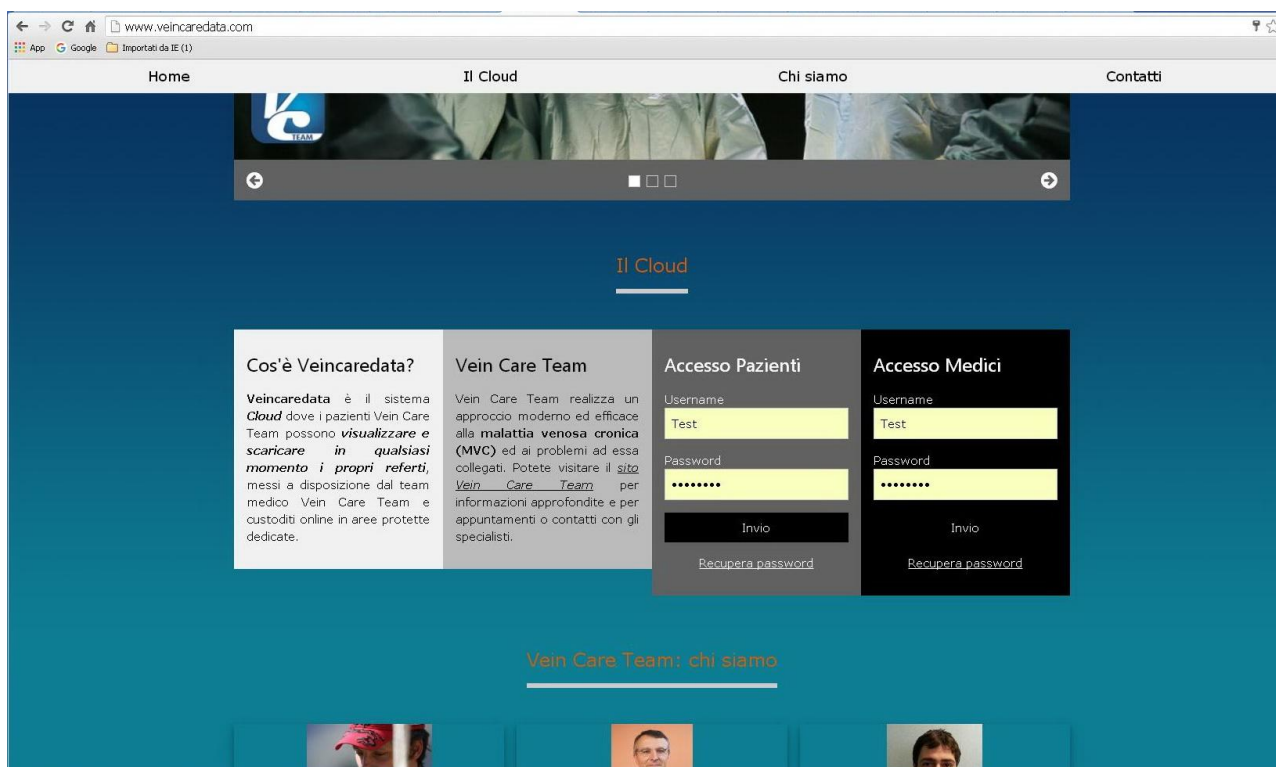 www.veincaredata.com
App Google Importati da IE (1)
Home Il Cloud Chi siamo Contatti
VC
TEAM
Il Cloud
Cos'è Veincaredata?
Veincaredata è il sistema
Cloud dove i pazienti Vein Care
Team possono visualizzare e
scaricare in qualsiasi
momento i propri referti,
messi a disposizione dal team
medico Vein Care Team e
custoditi online in aree protette
dedicate.
Vein Care Team
Vein Care Team realizza un
approccio moderno ed efficace
alla malattia venosa cronica
(MVC) ed ai problemi ad essa
collegati. Potete visitare il sito
Vein Care Team per
informazioni approfondite e per
appuntamenti o contatti con gli
specialisti.
Accesso Pazienti
Username
Test
Password
••••••••
Invio
Recupera password
Accesso Medici
Username
Test
Password
••••••••
Invio
Recupera password
Vein Care Team: chi siamo